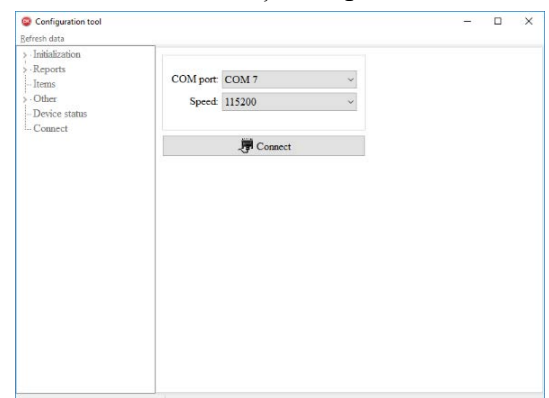 Configuration tool
Refresh data
Initialization
Reports
Items
Other
Device status
Connect
COM port: COM 7
Speed: 115200
Connect